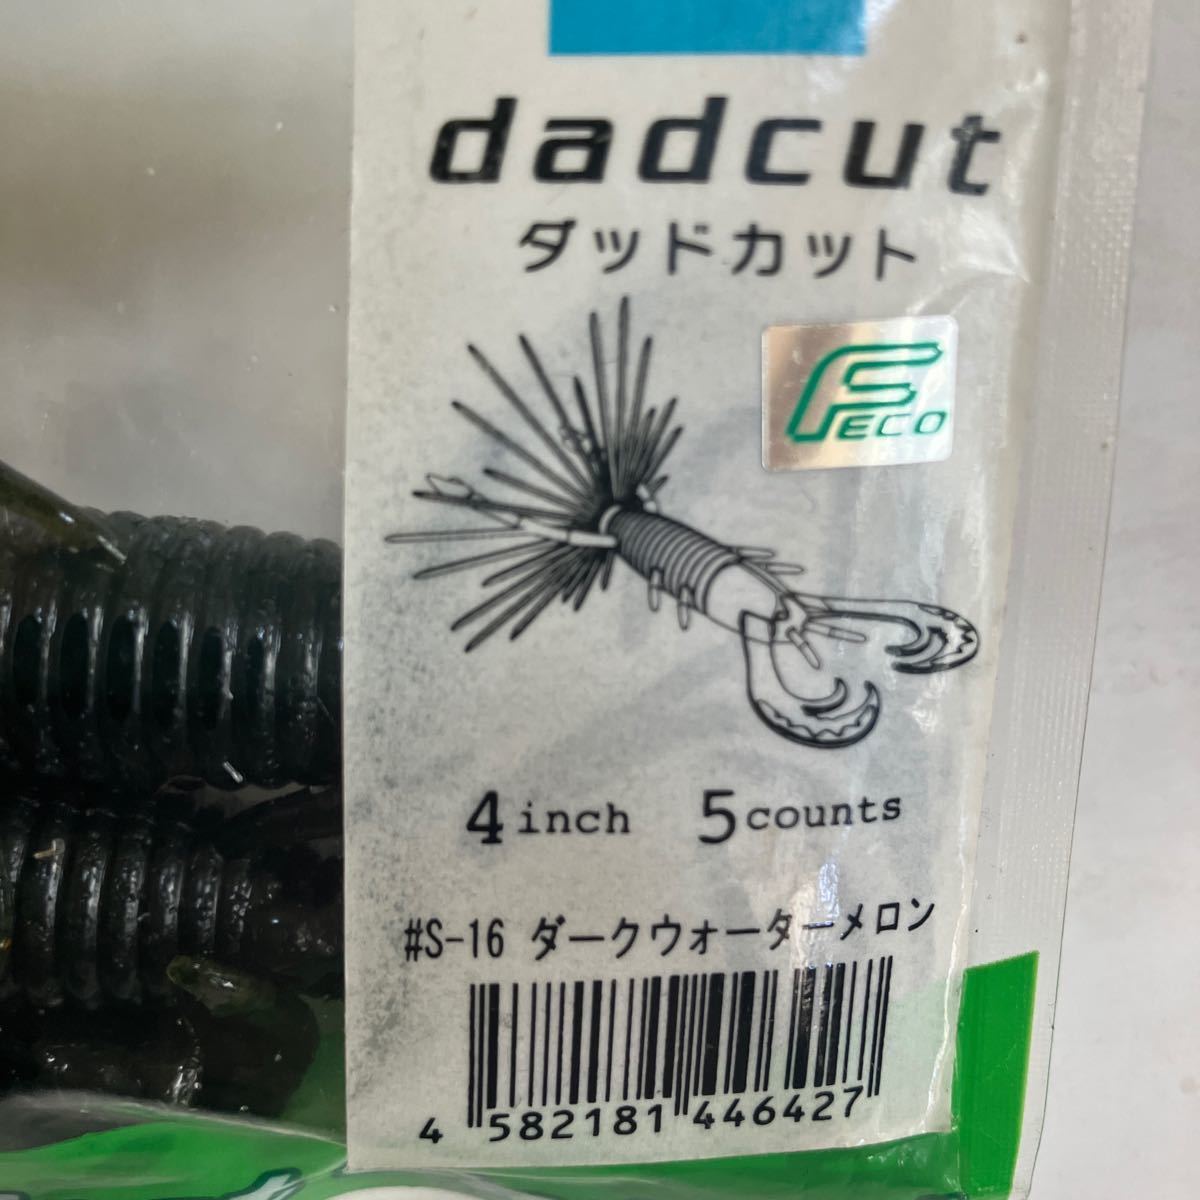 dadcut
ダッドカット
FECO
4 inch 5 counts
#S-16 ダークウォーターメロン
4 582181 446427